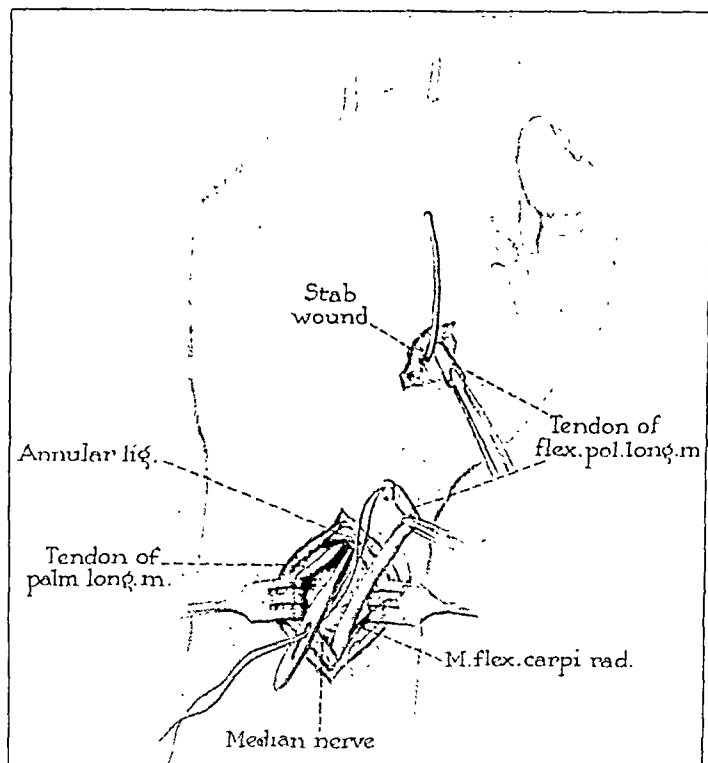 Stab
wound
Tendon of
flex.pol.long.m
Annular lig.
Tendon of
palm long.m.
M.flex.carpi rad.
Median nerve